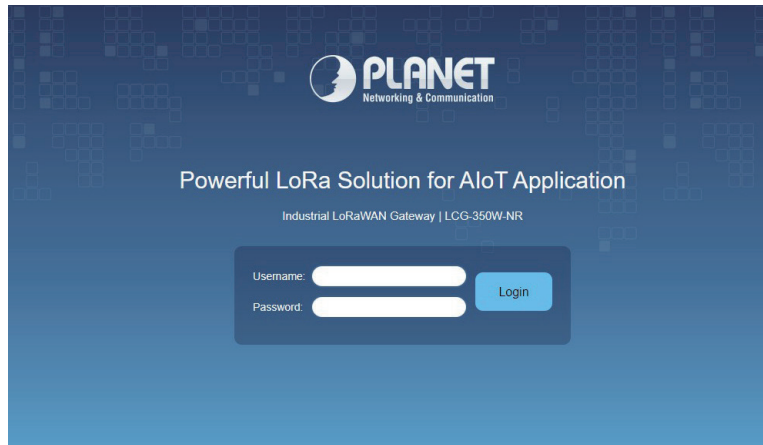 PLANET
Networking & Communication
Powerful LoRa Solution for AIoT Application
Industrial LoRaWAN Gateway | LCG-350W-NR
Username:
Password:
Login